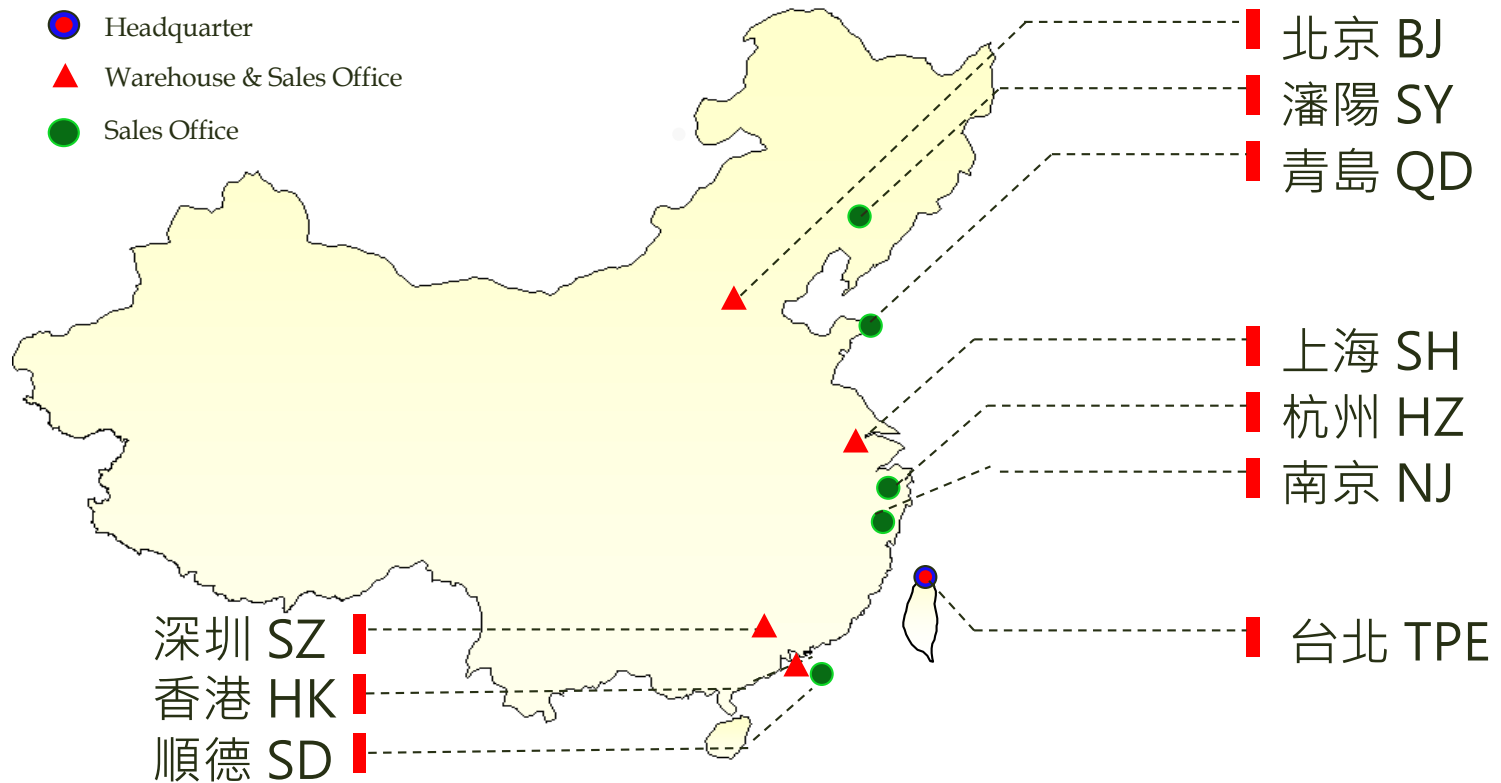 Headquarter
Warehouse & Sales Office
Sales Office
北京 BJ
瀋陽 SY
青島 QD
上海 SH
杭州 HZ
南京 NJ
台北 TPE
深圳 SZ
香港 HK
順德 SD